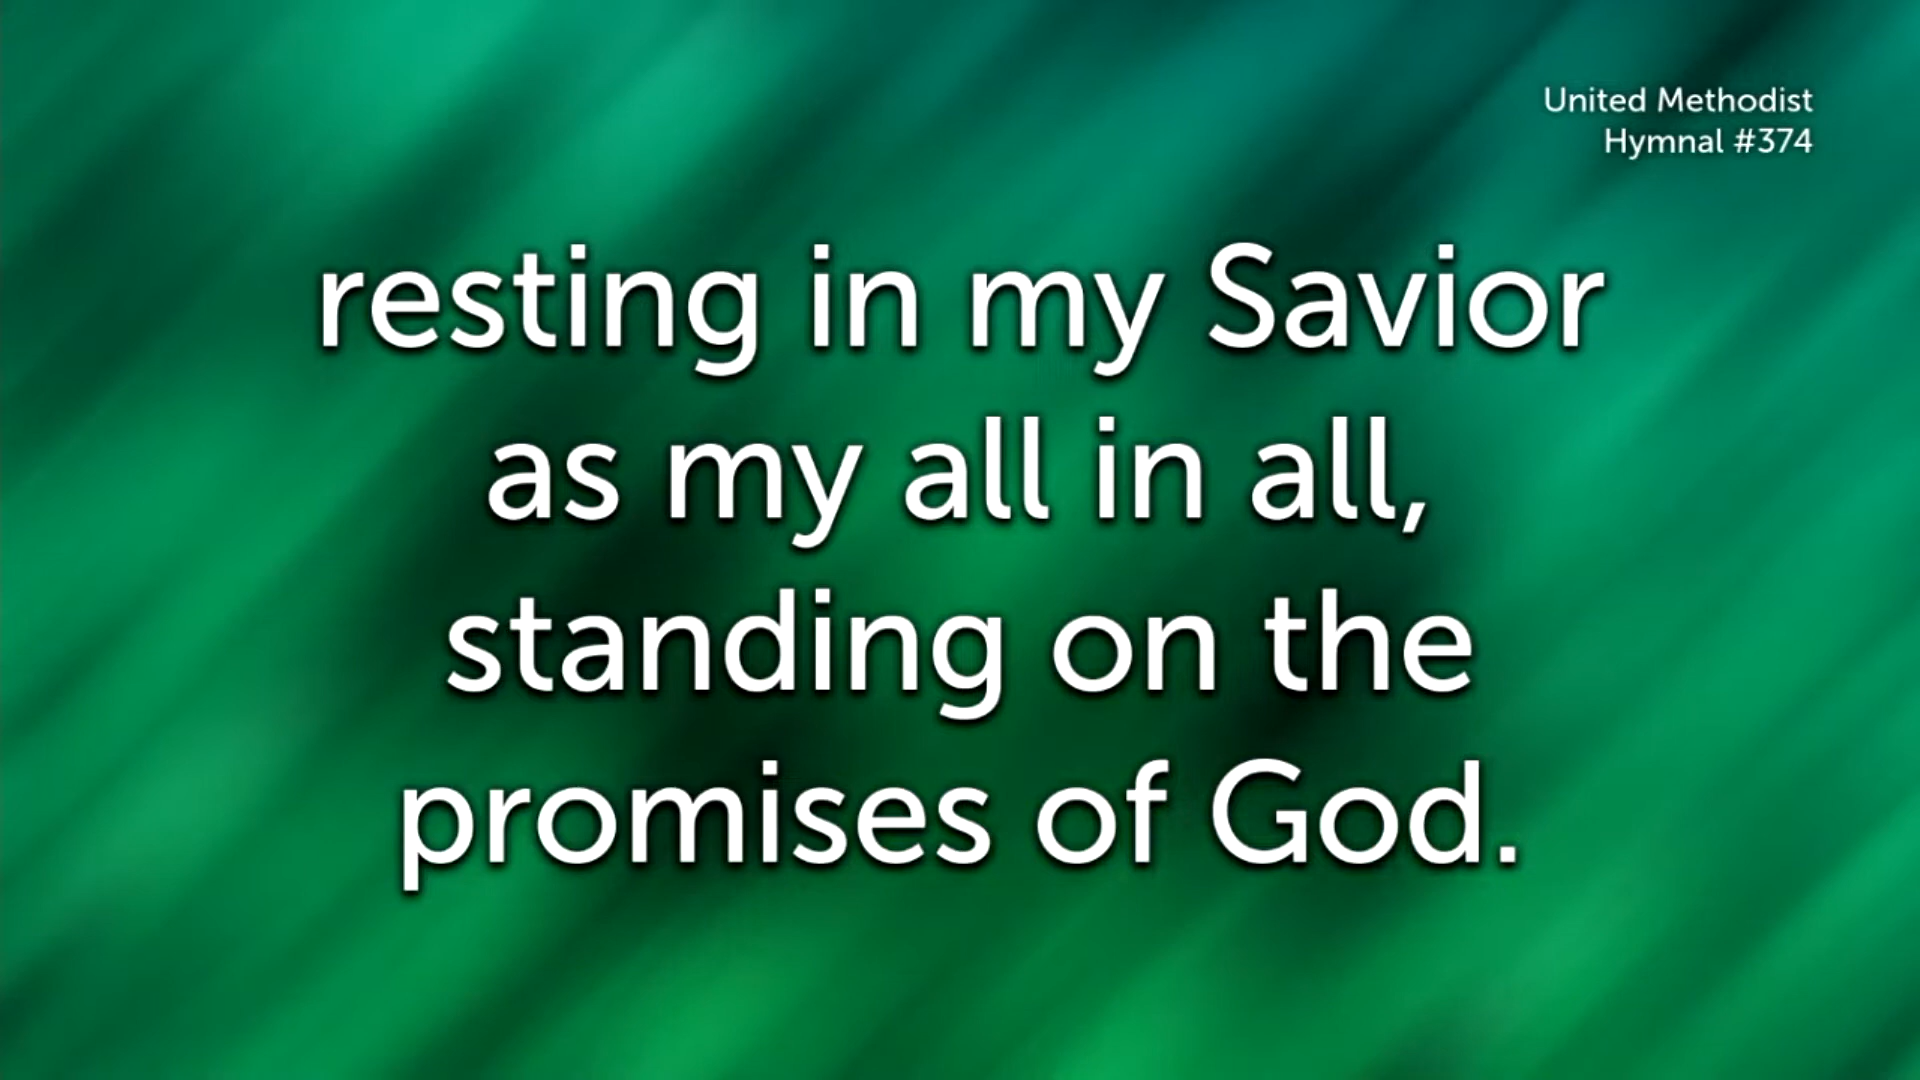 United Methodist
Hymnal #374
resting in my Savior
as my all in all,
standing on the
promises of God.